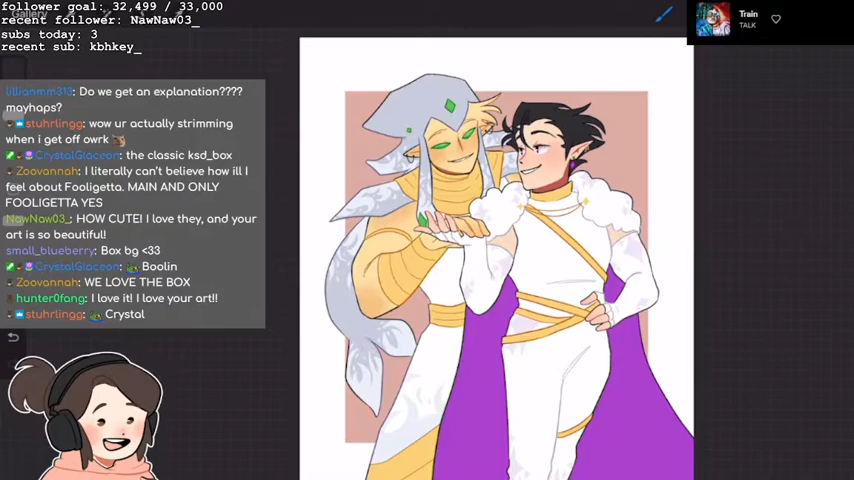 Gallery
follower goal: 32,499 / 33,000
recent follower: NawNaw03_
subs today: 3
recent sub: kbhkey_
Train
TALK
lillianmm313: Do we get an explanation????
mayhaps?
stuhrlingg: wow ur actually strimming
when i get off owrk
CrystalGlaceon: the classic ksd_box
Zoovannah: I literally can't believe how ill I
feel about Fooligetta. MAIN AND ONLY
FOOLIGETTA YES
NawNaw03_: HOW CUTE! I love they, and your
art is so beautiful!
small_blueberry: Box bg <33
CrystalGlaceon: Boolin
Zoovannah: WE LOVE THE BOX
hunter0fang: I love it! I love your art!!
stuhrlingg: Crystal